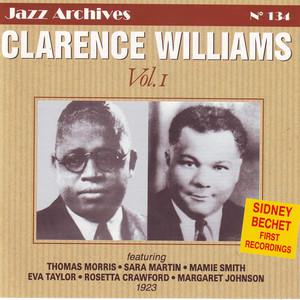 Jazz Archives N° 134
CLARENCE WILLIAMS
Vol.1
SIDNEY
BECHET
FIRST
RECORDINGS
featuring
THOMAS MORRIS • SARA MARTIN • MAMIE SMITH
EVA TAYLOR • ROSETTA CRAWFORD • MARGARET JOHNSON
1923